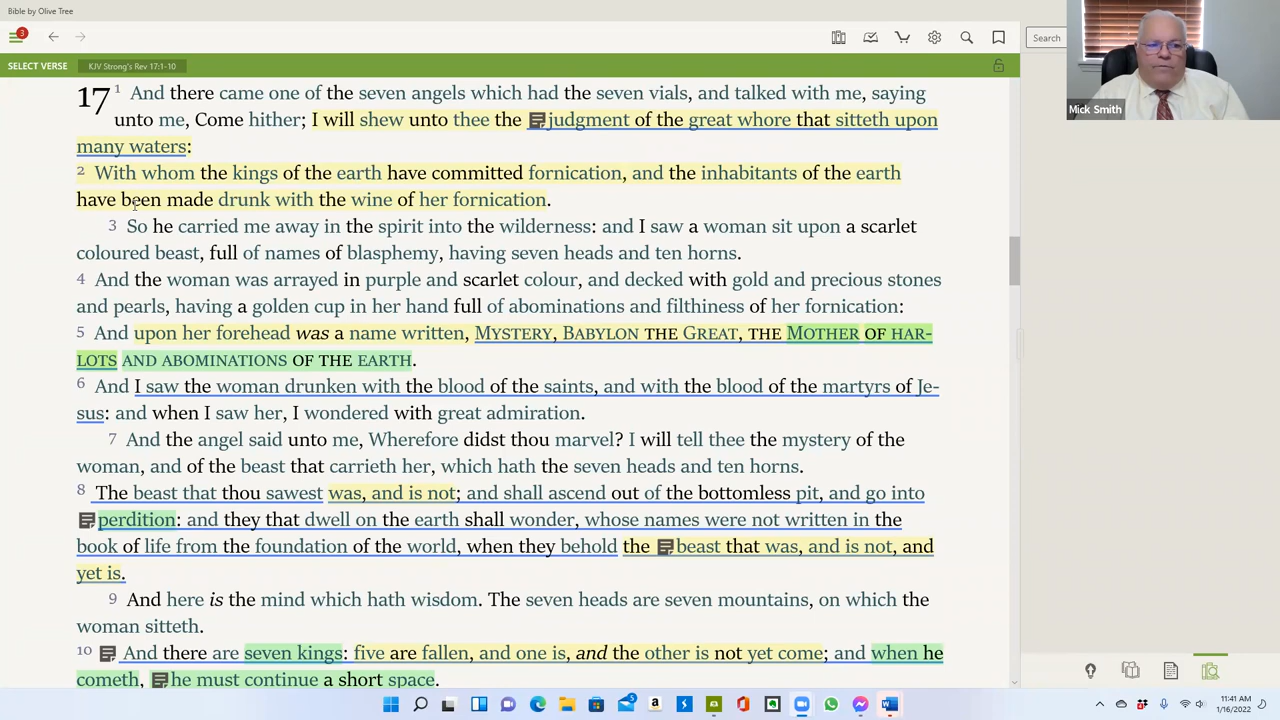 Bible by Olive Tree
3
Search
SELECT VERSE
KJV Strong's Rev 17:1-10
Mick Smith
17 1 And there came one of the seven angels which had the seven vials, and talked with me, saying
unto me, Come hither; I will shew unto thee the judgment of the great whore that sitteth upon
many waters:
2 With whom the kings of the earth have committed fornication, and the inhabitants of the earth
have been made drunk with the wine of her fornication.
3 So he carried me away in the spirit into the wilderness: and I saw a woman sit upon a scarlet
coloured beast, full of names of blasphemy, having seven heads and ten horns.
4 And the woman was arrayed in purple and scarlet colour, and decked with gold and precious stones
and pearls, having a golden cup in her hand full of abominations and filthiness of her fornication:
5 And upon her forehead was a name written, MYSTERY, BABYLON THE GREAT, THE MOTHER OF HAR-
LOTS AND ABOMINATIONS OF THE EARTH.
6 And I saw the woman drunken with the blood of the saints, and with the blood of the martyrs of Je-
sus: and when I saw her, I wondered with great admiration.
7 And the angel said unto me, Wherefore didst thou marvel? I will tell thee the mystery of the
woman, and of the beast that carrieth her, which hath the seven heads and ten horns.
8 The beast that thou sawest was, and is not; and shall ascend out of the bottomless pit, and go into
perdition: and they that dwell on the earth shall wonder, whose names were not written in the
book of life from the foundation of the world, when they behold the beast that was, and is not, and
yet is.
9 And here is the mind which hath wisdom. The seven heads are seven mountains, on which the
woman sitteth.
10 And there are seven kings: five are fallen, and one is, and the other is not yet come; and when he
cometh, he must continue a short space.
11:41 AM
1/16/2022